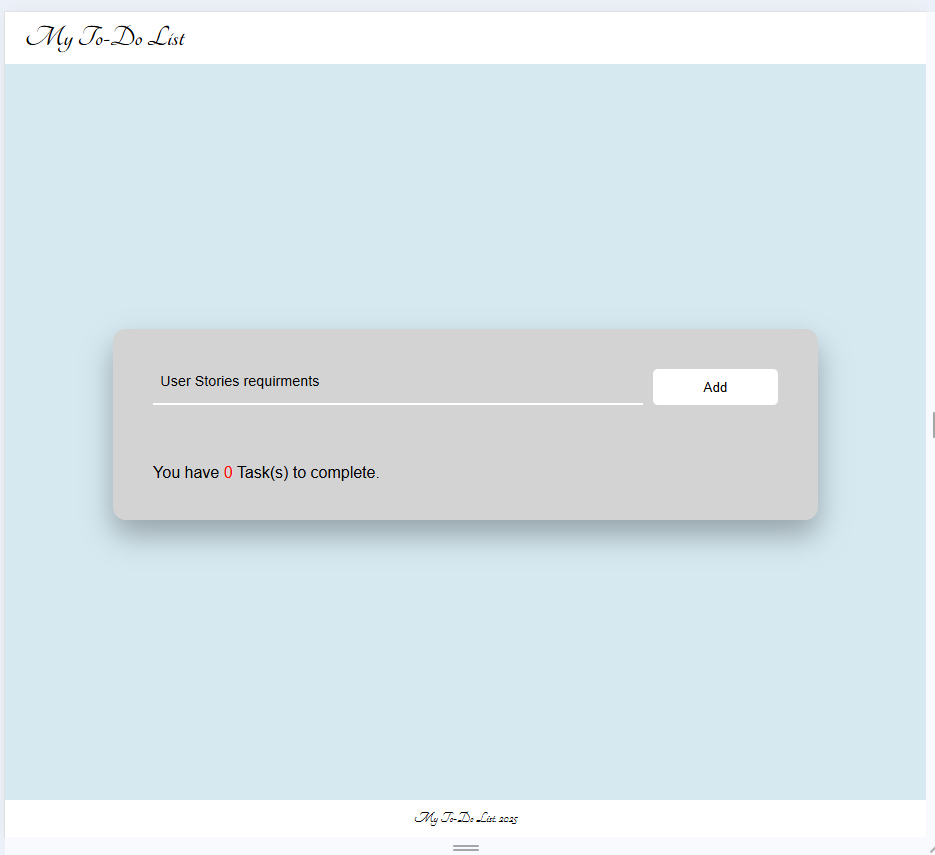 My To-Do List
User Stories requirments
Add
You have 0 Task(s) to complete.
My To-Do List 2025